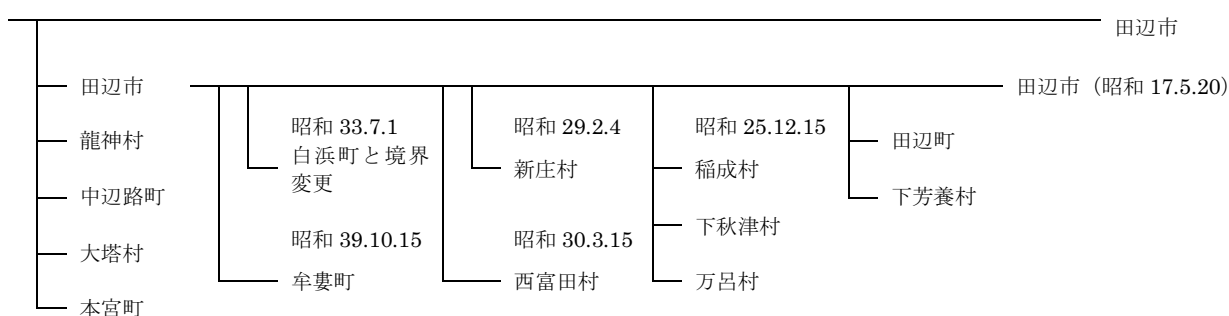 田辺市
田辺市
田辺市（昭和 17.5.20）
龍神村
中辺路町
大塔村
本宮町
昭和 33.7.1
白浜町と境界
変更
昭和 39.10.15
牟婁町
昭和 29.2.4
新庄村
昭和 30.3.15
西富田村
昭和 25.12.15
稲成村
下秋津村
万呂村
田辺町
下芳養村